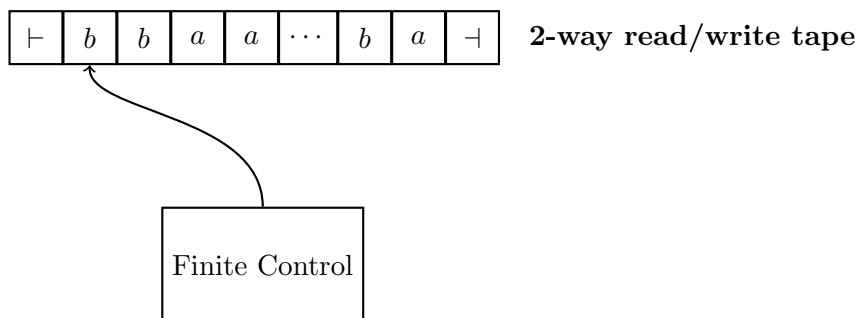 ⊢ b b a a ⋯ b a ⊣ 2-way read/write tape
Finite Control